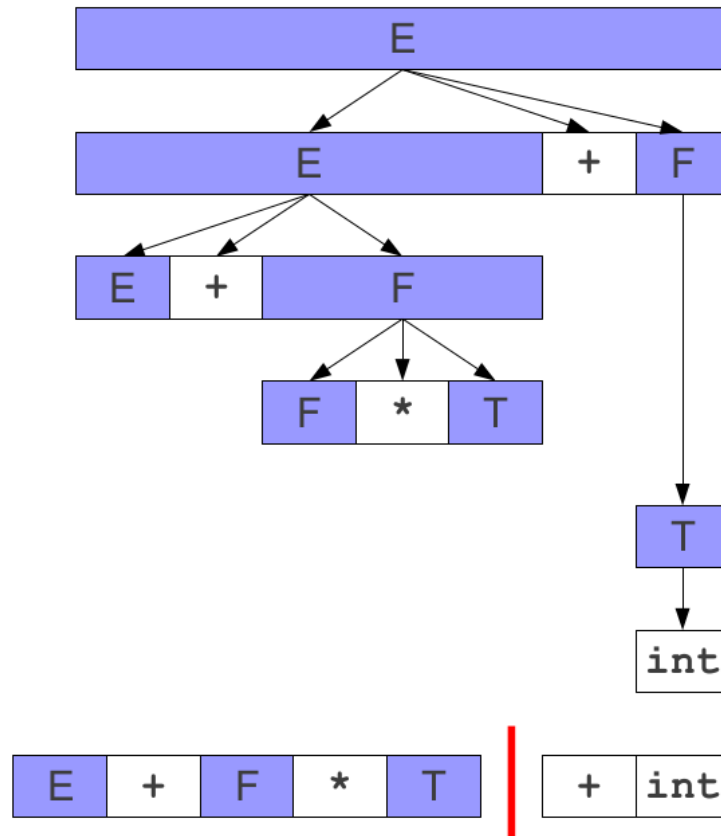 E
E + F
E + F
F * T
T
int
E + F * T + int